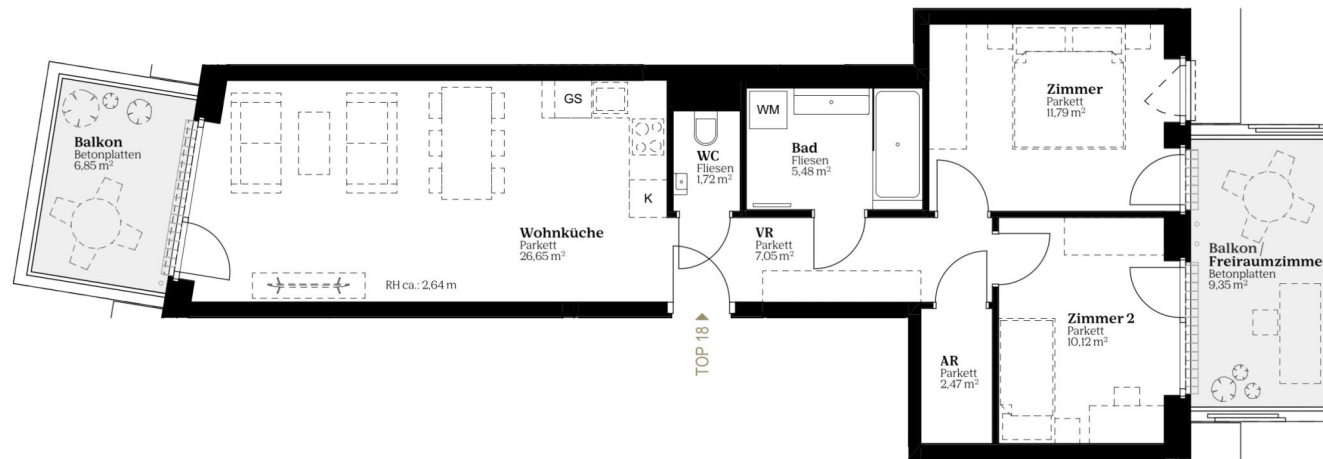 Balkon
Betonplatten
6,85 m²
GS
K
Wohnküche
Parkett
26,65 m²
RH ca.: 2,64 m
WC
Fliesen
1,72 m²
WM
Bad
Fliesen
5,48 m²
VR
Parkett
7,05 m²
TOP 18
Zimmer
Parkett
11,79 m²
AR
Parkett
2,47 m²
Zimmer 2
Parkett
10,12 m²
Balkon
Freiraumzimme
Betonplatten
9,35 m²